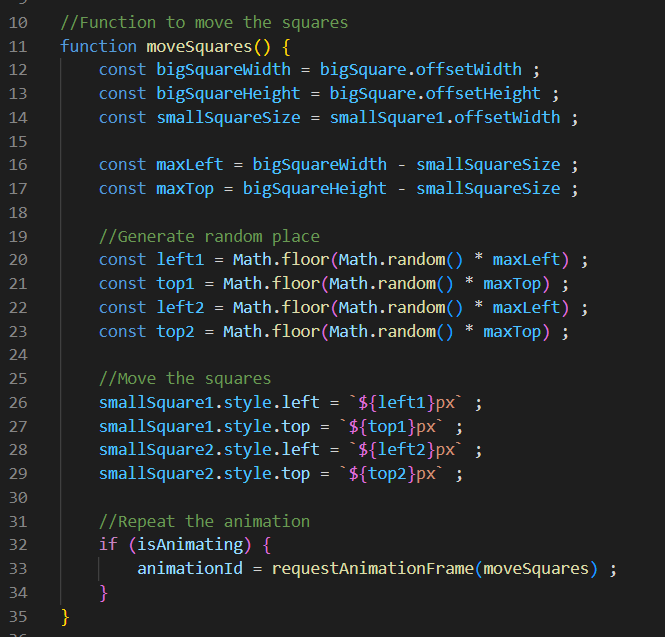 10 //Function to move the squares
11 function moveSquares() {
12     const bigSquareWidth = bigSquare.offsetWidth ;
13     const bigSquareHeight = bigSquare.offsetHeight ;
14     const smallSquareSize = smallSquare1.offsetWidth ;
15
16     const maxLeft = bigSquareWidth - smallSquareSize ;
17     const maxTop = bigSquareHeight - smallSquareSize ;
18
19     //Generate random place
20     const left1 = Math.floor(Math.random() * maxLeft) ;
21     const top1 = Math.floor(Math.random() * maxTop) ;
22     const left2 = Math.floor(Math.random() * maxLeft) ;
23     const top2 = Math.floor(Math.random() * maxTop) ;
24
25     //Move the squares
26     smallSquare1.style.left = `${left1}px` ;
27     smallSquare1.style.top = `${top1}px` ;
28     smallSquare2.style.left = `${left2}px` ;
29     smallSquare2.style.top = `${top2}px` ;
30
31     //Repeat the animation
32     if (isAnimating) {
33         animationId = requestAnimationFrame(moveSquares) ;
34     }
35 }